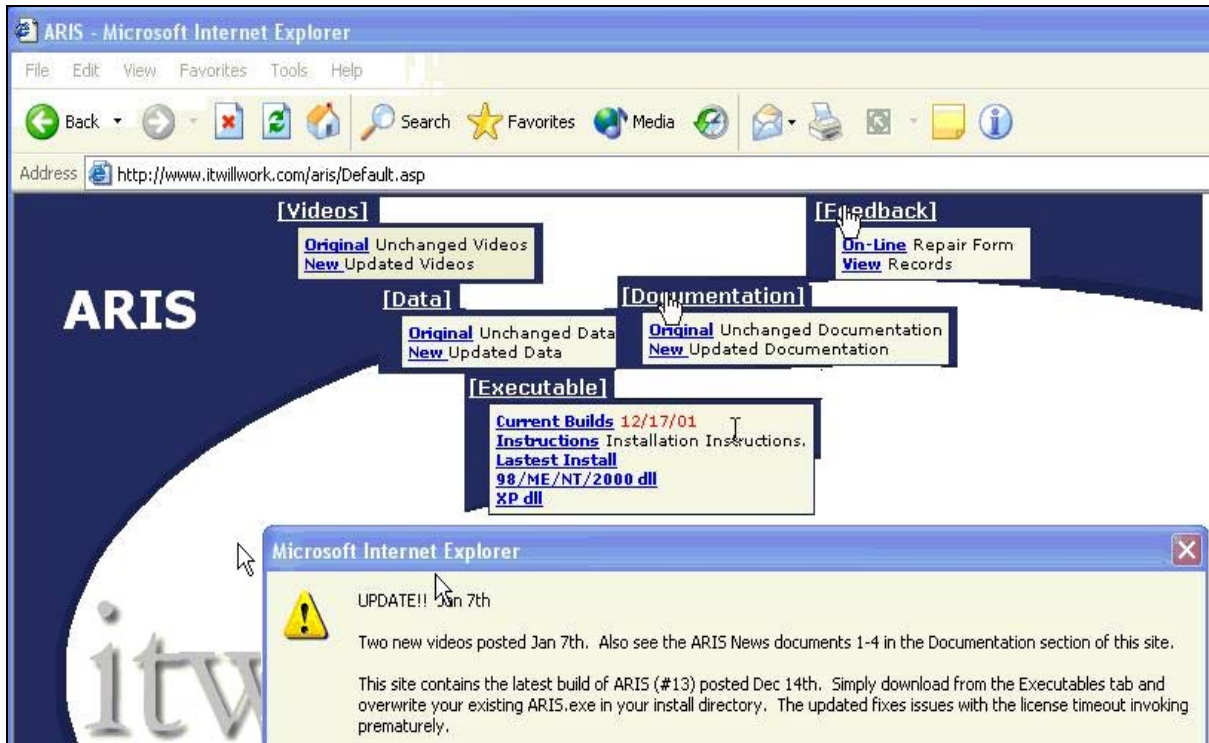 ARIS - Microsoft Internet Explorer
File Edit View Favorites Tools Help
Back Search Favorites Media
Address http://www.itwillwork.com/aris/Default.asp
[Videos]
Original Unchanged Videos
New Updated Videos
[Feedback]
On-Line Repair Form
View Records
ARIS
[Data]
Original Unchanged Data
New Updated Data
[Documentation]
Original Unchanged Documentation
New Updated Documentation
[Executable]
Current Builds 12/17/01
Instructions Installation Instructions.
Lastest Install
98/ME/NT/2000 dll
XP dll
itw
Microsoft Internet Explorer
UPDATE!! Jan 7th
Two new videos posted Jan 7th. Also see the ARIS News documents 1-4 in the Documentation section of this site.
This site contains the latest build of ARIS (#13) posted Dec 14th. Simply download from the Executables tab and
overwrite your existing ARIS.exe in your install directory. The updated fixes issues with the license timeout invoking
prematurely.